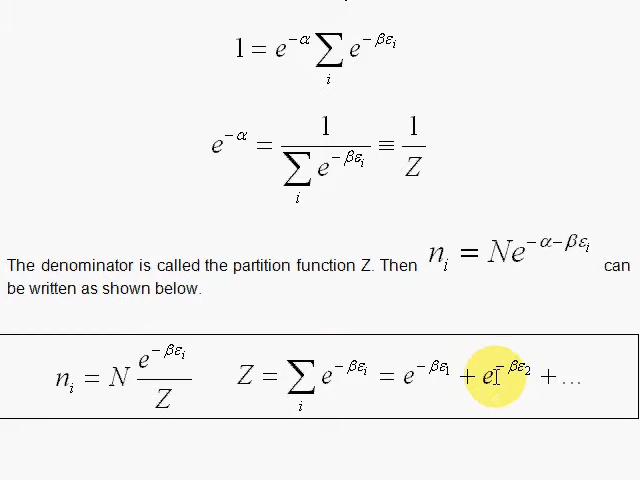 1 = e^{-α} ∑_i e^{-βε_i}
e^{-α} = 1 / ∑_i e^{-βε_i} ≡ 1 / Z
The denominator is called the partition function Z. Then n_i = Ne^{-α-βε_i} can
be written as shown below.
n_i = N e^{-βε_i} / Z    Z = ∑_i e^{-βε_i} = e^{-βε_1} + e^{-βε_2} + ...